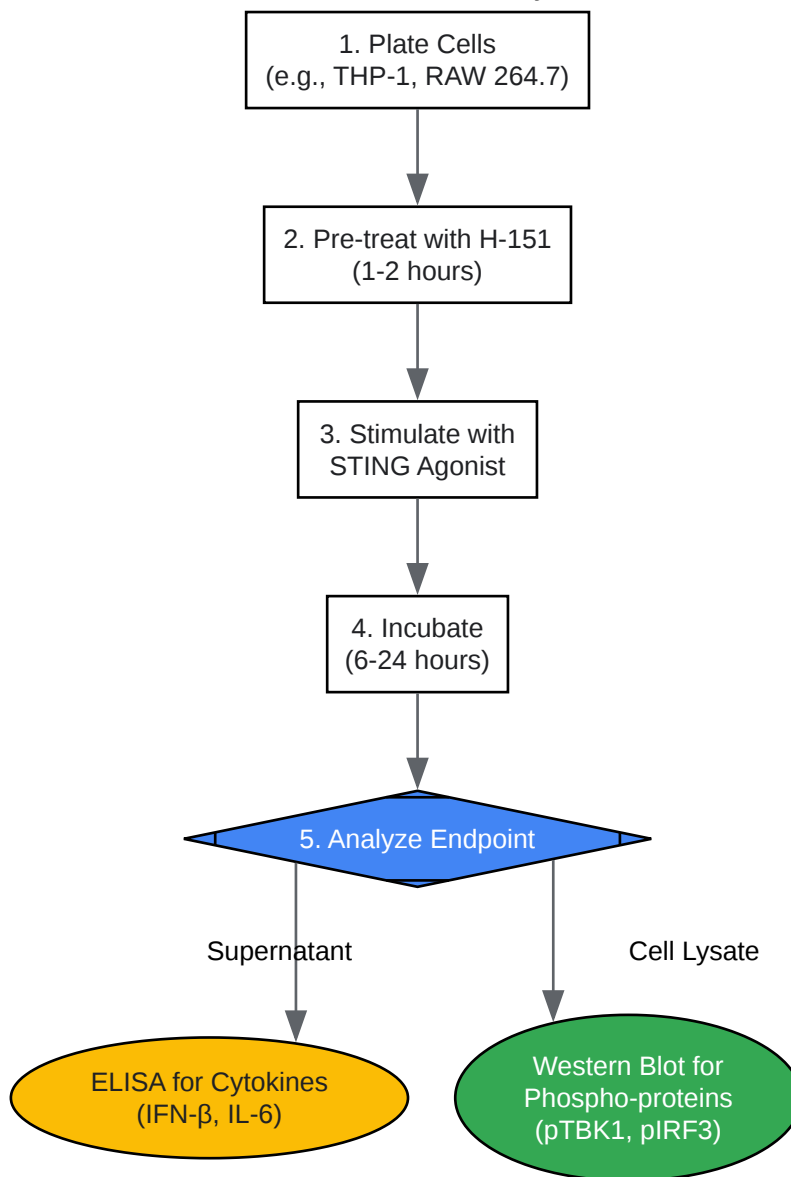 1. Plate Cells
(e.g., THP-1, RAW 264.7)
2. Pre-treat with H-151
(1-2 hours)
3. Stimulate with
STING Agonist
4. Incubate
(6-24 hours)
5. Analyze Endpoint
Supernatant
Cell Lysate
ELISA for Cytokines
(IFN-β, IL-6)
Western Blot for
Phospho-proteins
(pTBK1, pIRF3)